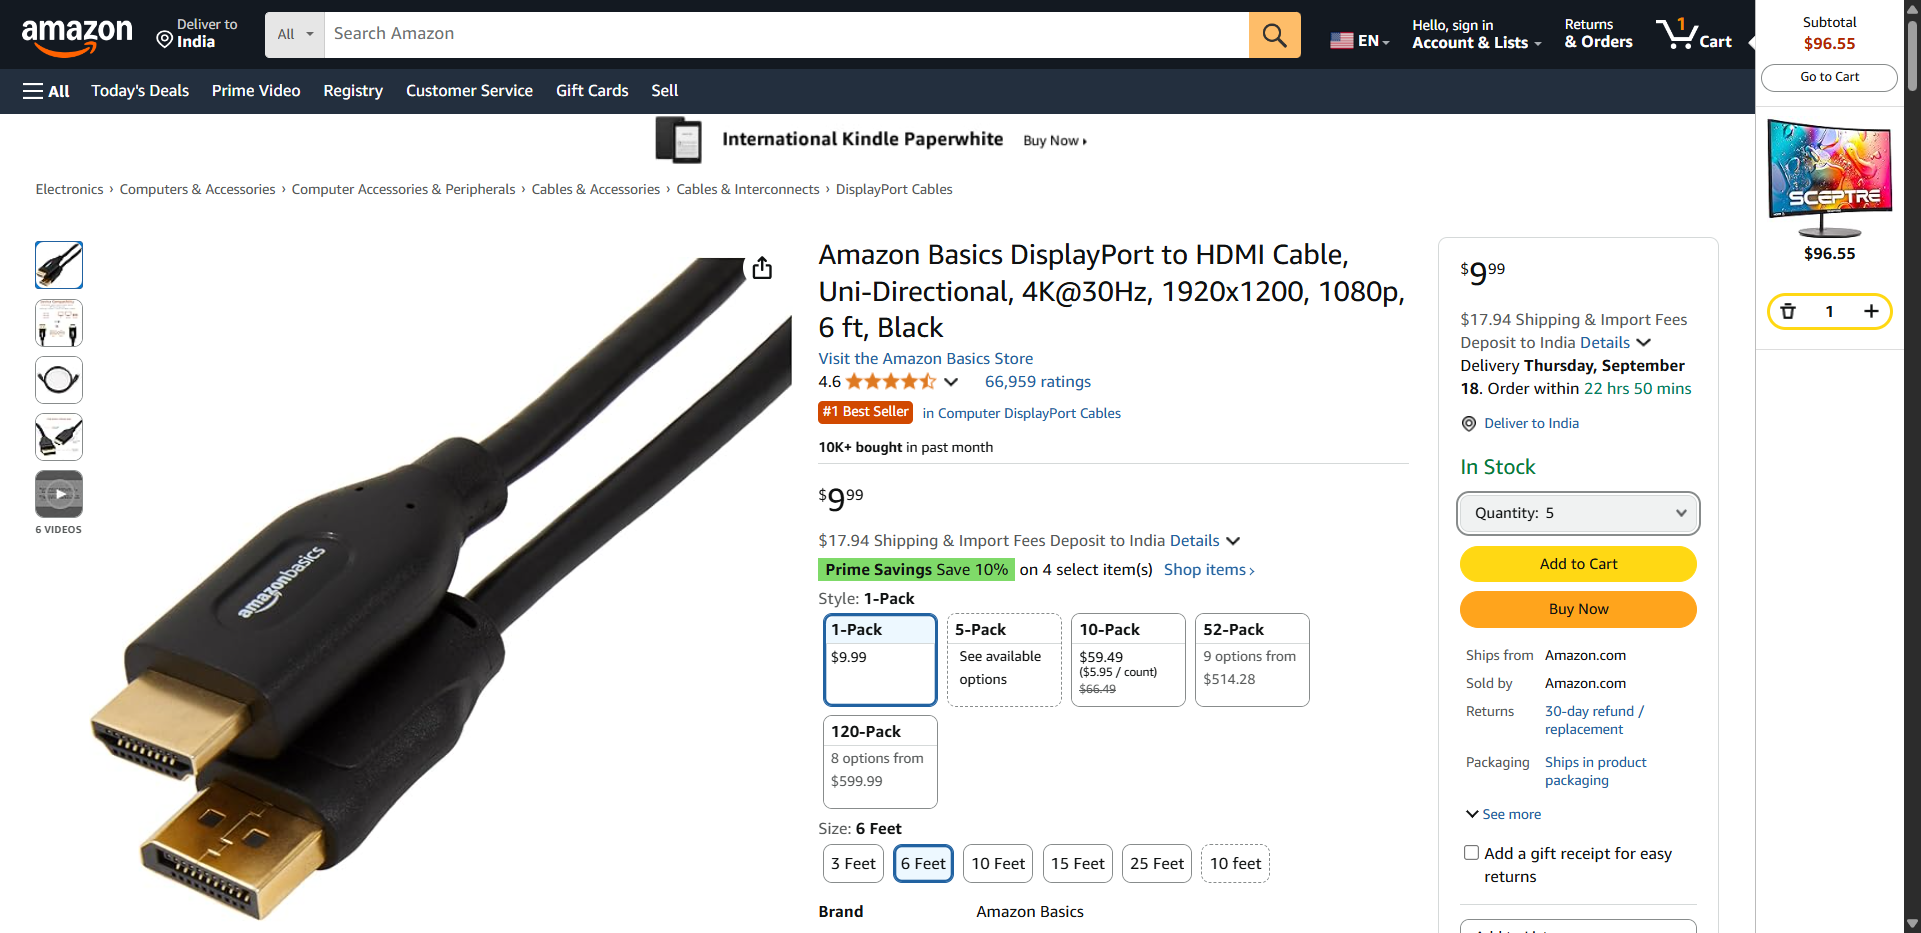 amazon
Deliver to
India
All
Search Amazon
EN
Hello, sign in
Account & Lists
Returns
& Orders
1
Cart
All
Today's Deals
Prime Video
Registry
Customer Service
Gift Cards
Sell
International Kindle Paperwhite
Buy Now
Electronics › Computers & Accessories › Computer Accessories & Peripherals › Cables & Accessories › Cables & Interconnects › DisplayPort Cables
6 VIDEOS
amazonbasics
Amazon Basics DisplayPort to HDMI Cable,
Uni-Directional, 4K@30Hz, 1920x1200, 1080p,
6 ft, Black
Visit the Amazon Basics Store
4.6
66,959 ratings
#1 Best Seller
in Computer DisplayPort Cables
10K+ bought in past month
$9.99
$17.94 Shipping & Import Fees Deposit to India Details
Prime Savings Save 10% on 4 select item(s) Shop items ›
Style: 1-Pack
1-Pack
$9.99
5-Pack
See available
options
10-Pack
$59.49
($5.95 / count)
$66.49
52-Pack
9 options from
$514.28
120-Pack
8 options from
$599.99
Size: 6 Feet
3 Feet
6 Feet
10 Feet
15 Feet
25 Feet
10 feet
Brand
Amazon Basics
$9.99
$17.94 Shipping & Import Fees
Deposit to India Details
Delivery Thursday, September
18. Order within 22 hrs 50 mins
Deliver to India
In Stock
Quantity: 5
Add to Cart
Buy Now
Ships from Amazon.com
Sold by Amazon.com
Returns 30-day refund /
replacement
Packaging Ships in product
packaging
See more
Add a gift receipt for easy
returns
Subtotal
$96.55
Go to Cart
SCEPTRE
$96.55
1